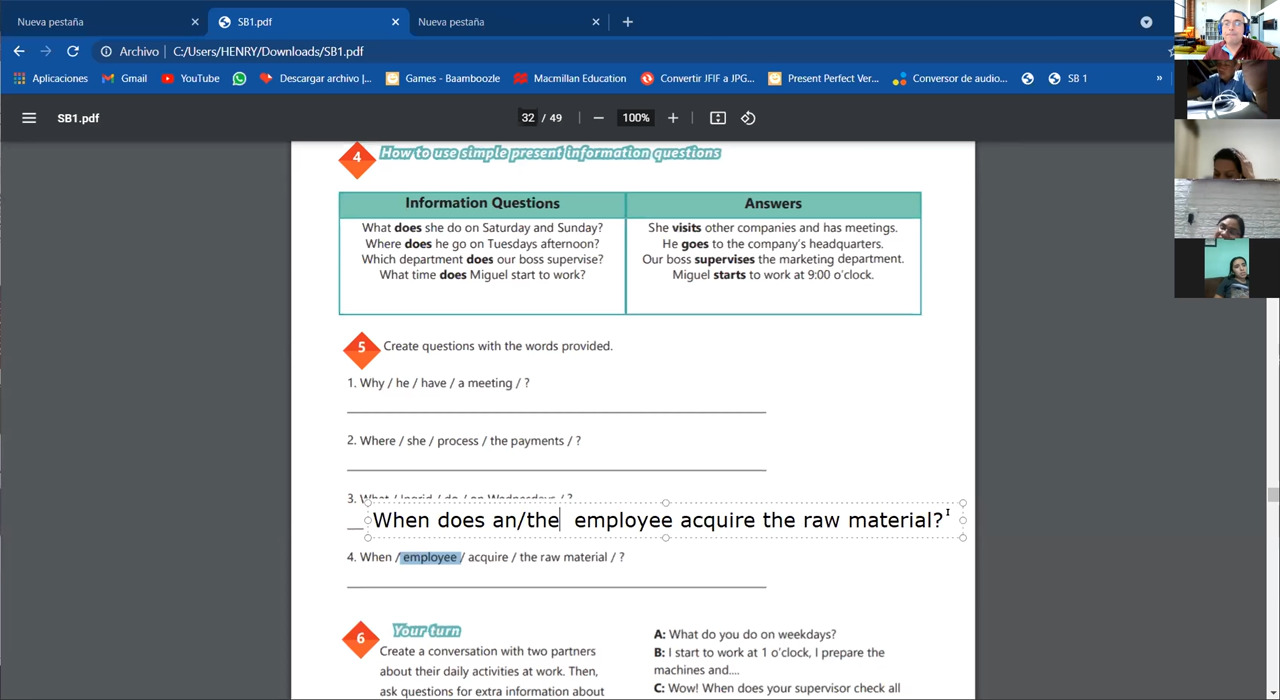 Nueva pestaña
SB1.pdf
Nueva pestaña
Archivo
C:/Users/HENRY/Downloads/SB1.pdf
Aplicaciones
Gmail
YouTube
Descargar archivo |...
Games - Baamboozle
Macmillan Education
Convertir JFIF a JPG...
Present Perfect Ver...
Conversor de audio...
SB 1
»
SB1.pdf
32 / 49
100%
4 How to use simple present information questions
Information Questions
Answers
What does she do on Saturday and Sunday?
She visits other companies and has meetings.
Where does he go on Tuesdays afternoon?
He goes to the company's headquarters.
Which department does our boss supervise?
Our boss supervises the marketing department.
What time does Miguel start to work?
Miguel starts to work at 9:00 o'clock.
5 Create questions with the words provided.
1. Why / he / have / a meeting / ?
2. Where / she / process / the payments / ?
3. What / Ingrid / do / on Wednesdays / ?
When does an/the employee acquire the raw material?
4. When / employee / acquire / the raw material / ?
6 Your turn
Create a conversation with two partners
about their daily activities at work. Then,
ask questions for extra information about
A: What do you do on weekdays?
B: I start to work at 1 o'clock, I prepare the
machines and....
C: Wow! When does your supervisor check all